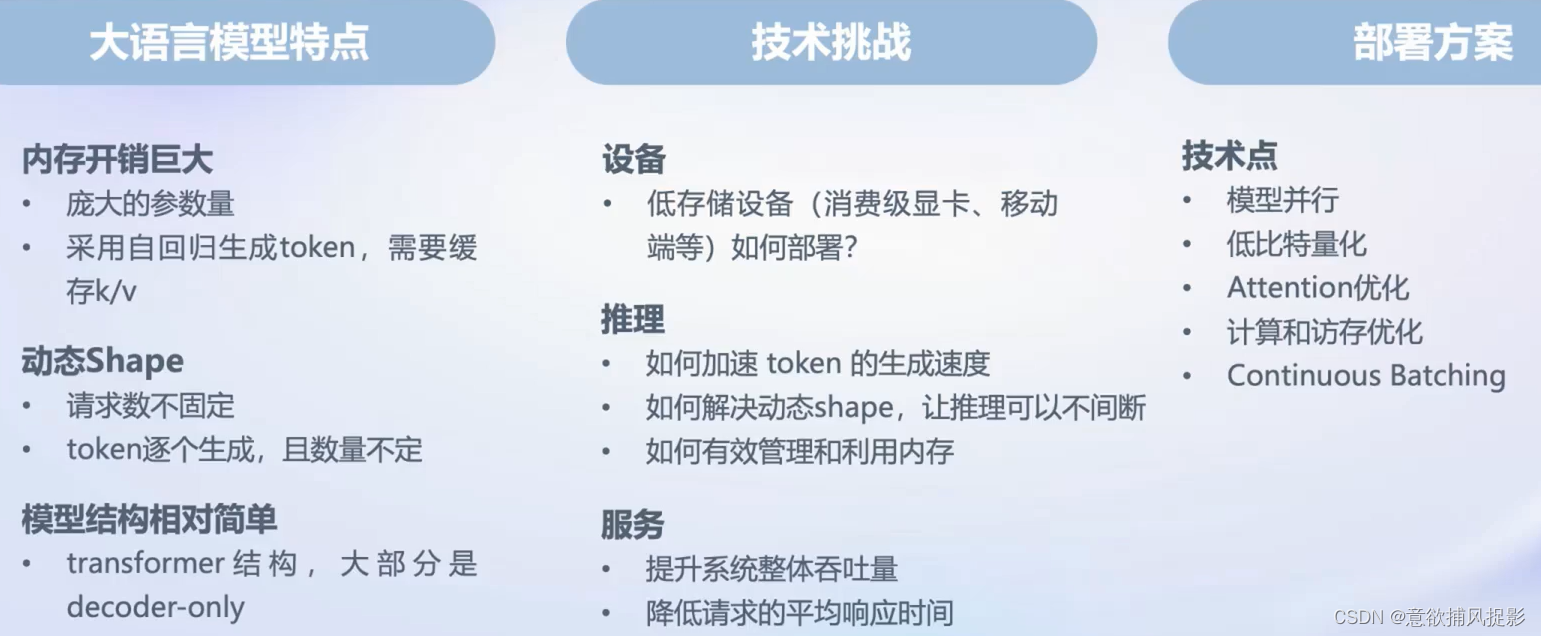 大语言模型特点
内存开销巨大
• 庞大的参数量
• 采用自回归生成token，需要缓
存k/v
动态Shape
• 请求数不固定
• token逐个生成，且数量不定
模型结构相对简单
• transformer结构，大部分是
decoder-only
技术挑战
设备
• 低存储设备（消费级显卡、移动
端等）如何部署？
推理
• 如何加速 token 的生成速度
• 如何解决动态shape，让推理可以不间断
• 如何有效管理和利用内存
服务
• 提升系统整体吞吐量
• 降低请求的平均响应时间
部署方案
技术点
• 模型并行
• 低比特量化
• Attention优化
• 计算和访存优化
• Continuous Batching
CSDN @意欲捕风捉影